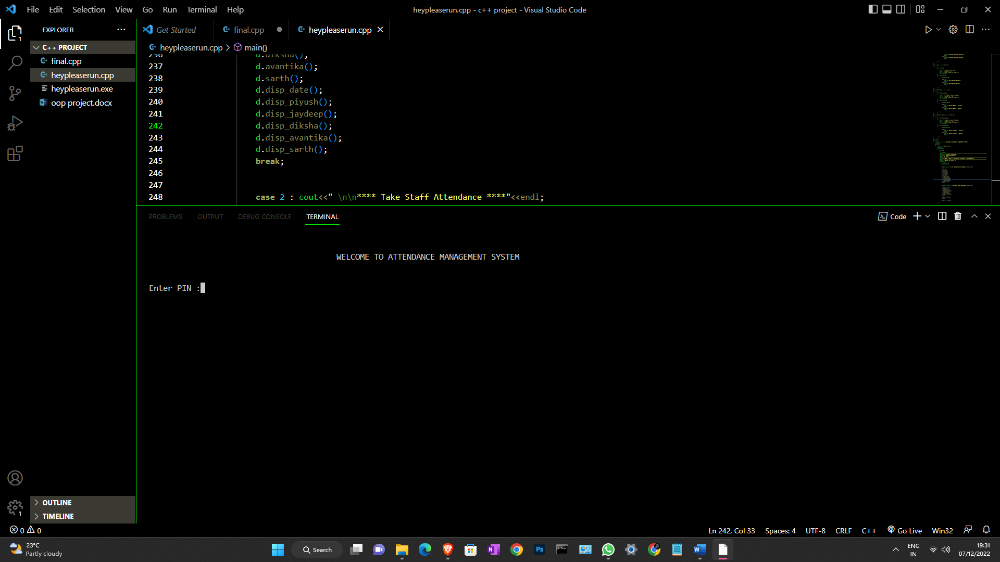 File Edit Selection View Go Run Terminal Help
heypleaserun.cpp - c++ project - Visual Studio Code
EXPLORER
Get Started
final.cpp
heypleaserun.cpp
C++ PROJECT
final.cpp
heypleaserun.cpp
heypleaserun.exe
oop project.docx
heypleaserun.cpp > main()
236 d.diksha();
237 d.avantika();
238 d.sarth();
239 d.disp_date();
240 d.disp_piyush();
241 d.disp_jaydeep();
242 d.disp_diksha();
243 d.disp_avantika();
244 d.disp_sarth();
245 break;
246
247
248 case 2 : cout<<" \n\n**** Take Staff Attendance ****"<<endl;
PROBLEMS OUTPUT DEBUG CONSOLE TERMINAL
Code
WELCOME TO ATTENDANCE MANAGEMENT SYSTEM
Enter PIN :
1
1
OUTLINE
TIMELINE
0 0
Ln 242, Col 33 Spaces: 4 UTF-8 CRLF C++ Go Live Win32
23°C
Partly cloudy
Search
Ps
ENG
IN
19:31
07/12/2022